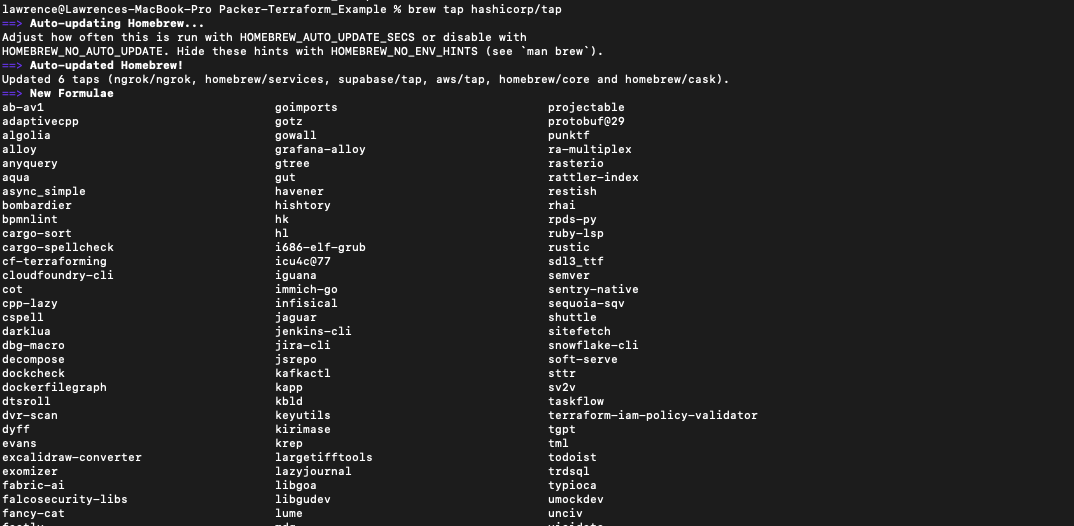 lawrence@Lawrences-MacBook-Pro Packer-Terraform_Example % brew tap hashicorp/tap
==> Auto-updating Homebrew...
Adjust how often this is run with HOMEBREW_AUTO_UPDATE_SECS or disable with
HOMEBREW_NO_AUTO_UPDATE. Hide these hints with HOMEBREW_NO_ENV_HINTS (see `man brew`).
==> Auto-updated Homebrew!
Updated 6 taps (ngrok/ngrok, homebrew/services, supabase/tap, aws/tap, homebrew/core and homebrew/cask).
==> New Formulae
ab-av1 goimports projectable
adaptivecpp gotz protobuf@29
algolia gowall punktf
alloy grafana-alloy ra-multiplex
anyquery gtree rasterio
aqua gut rattler-index
async_simple havener restish
bombardier hishtory rhai
bpmnlint hk rpds-py
cargo-sort hl ruby-lsp
cargo-spellcheck i686-elf-grub rustic
cf-terraforming icu4c@77 sdl3_ttf
cloudfoundry-cli iguana semver
cot immich-go sentry-native
cpp-lazy infisical sequoia-sqv
cspell jaguar shuttle
darklua jenkins-cli sitefetch
dbg-macro jira-cli snowflake-cli
decompose jsrepo soft-serve
dockcheck kafkactl sttr
dockerfilegraph kapp sv2v
dtsroll kbld taskflow
dvr-scan keyutils terraform-iam-policy-validator
dyff kirimase tgpt
evans krep tml
excalidraw-converter largetifftools todoist
exomizer lazyjournal trdsql
fabric-ai libgoa typioca
falcosecurity-libs libgudev umockdev
fancy-cat lume unciv